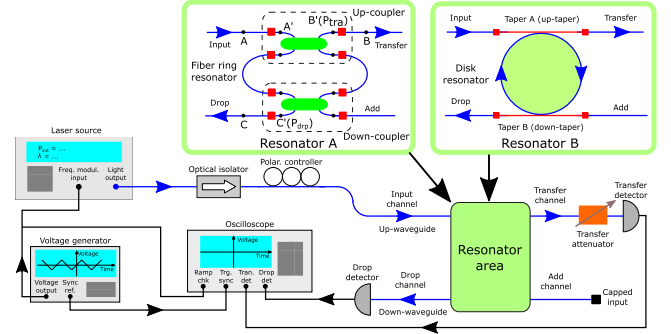 B'(P_tra)
Up-coupler
A'
A
B
Input
Transfer
Fiber ring
resonator
Drop
Add
C
C'(P_drp)
Down-coupler
Resonator A
Input
Taper A (up-taper)
Transfer
Disk
resonator
Drop
Add
Taper B (down-taper)
Resonator B
Laser source
P_out = ...
λ = ...
Freq. modul.
input
Light
output
Optical isolator
Polar. controller
Input
channel
Up-waveguide
Transfer
channel
Transfer
detector
Transfer
attenuator
Resonator
area
Voltage generator
Voltage
Time
Voltage
output
Sync
ref.
Oscilloscope
Voltage
Time
Ramp
chk
Trg.
sync
Tran.
det
Drop
det
Drop
detector
Drop
channel
Down-waveguide
Add
channel
Capped
input